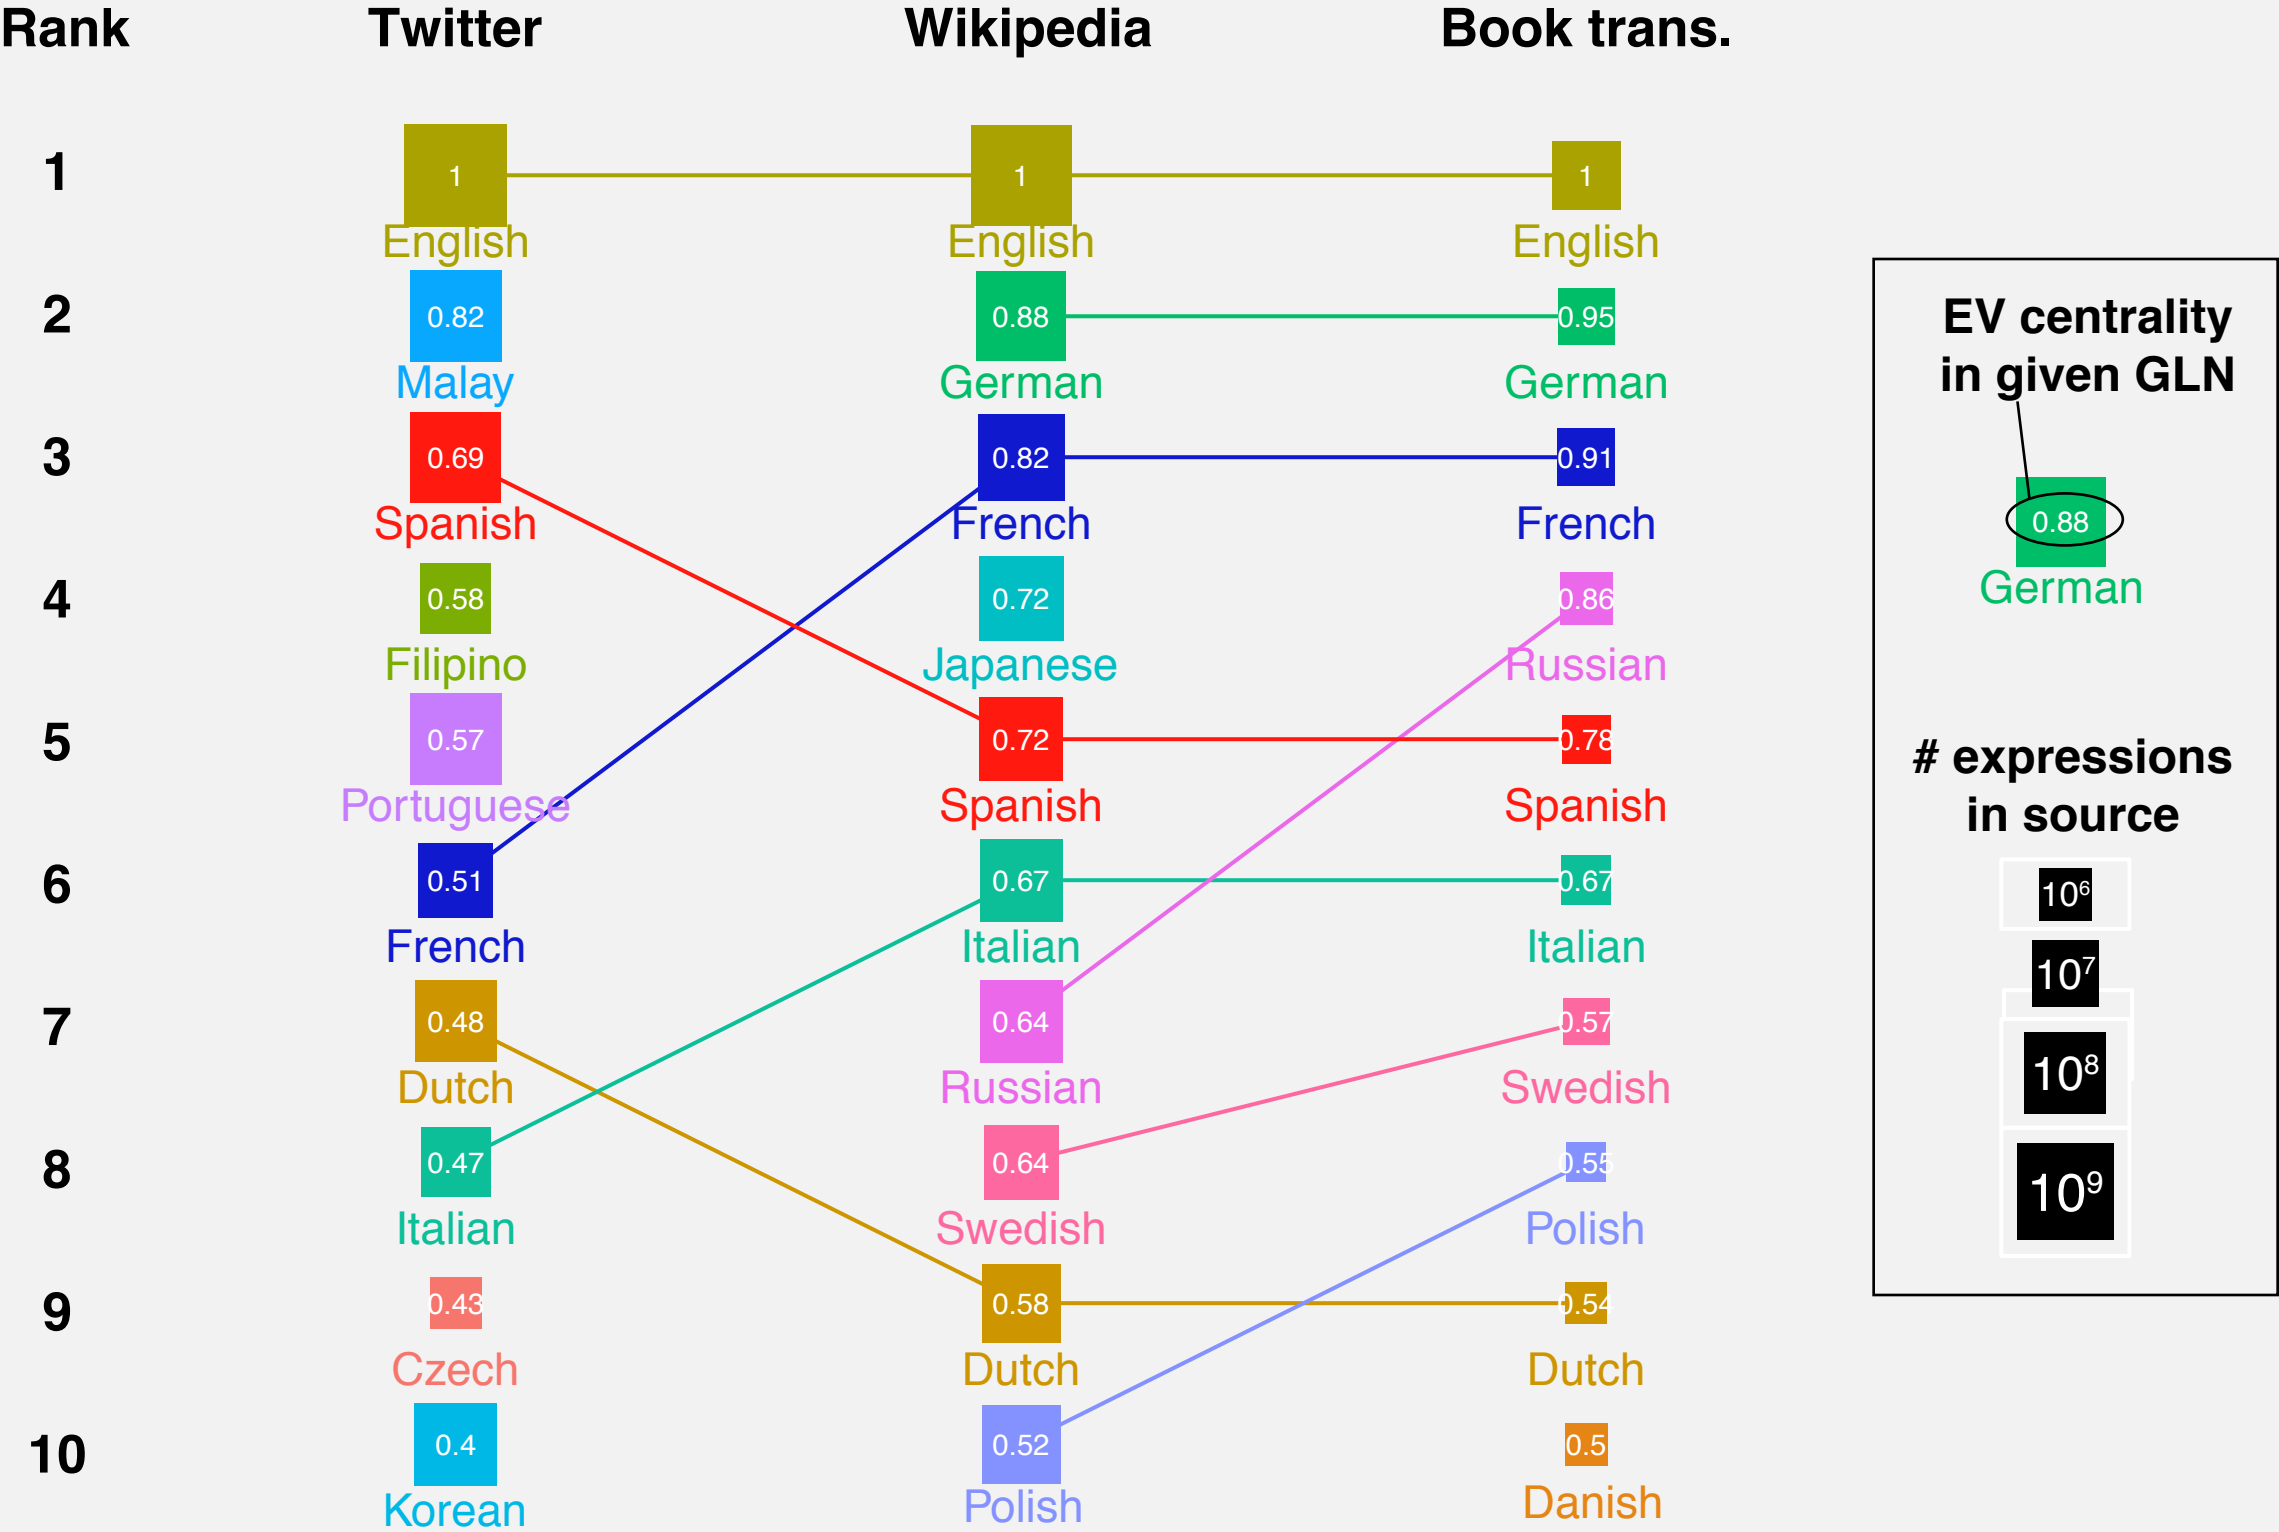 Rank Twitter Wikipedia Book trans.
1 1 1 1
English English English
2 0.82 0.88 0.95
Malay German German
3 0.69 0.82 0.91
Spanish French French
4 0.58 0.72 0.86
Filipino Japanese Russian
5 0.57 0.72 0.78
Portuguese Spanish Spanish
6 0.51 0.67 0.67
French Italian Italian
7 0.48 0.64 0.57
Dutch Russian Swedish
8 0.47 0.64 0.55
Italian Swedish Polish
9 0.43 0.58 0.54
Czech Dutch Dutch
10 0.4 0.52 0.5
Korean Polish Danish
EV centrality
in given GLN
0.88
German
# expressions
in source
10⁶
10⁷
10⁸
10⁹